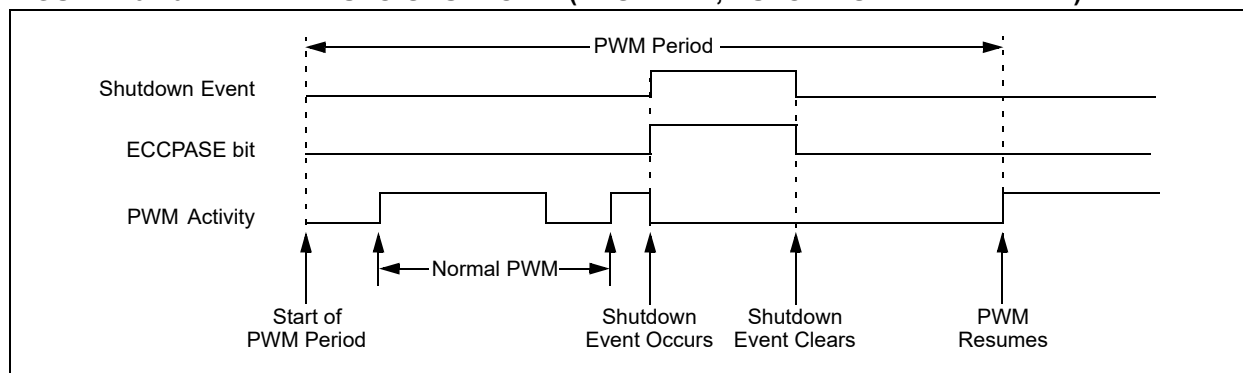 PWM Period
Shutdown Event
ECCPASE bit
PWM Activity
Normal PWM
Start of
PWM Period
Shutdown
Event Occurs
Shutdown
Event Clears
PWM
Resumes